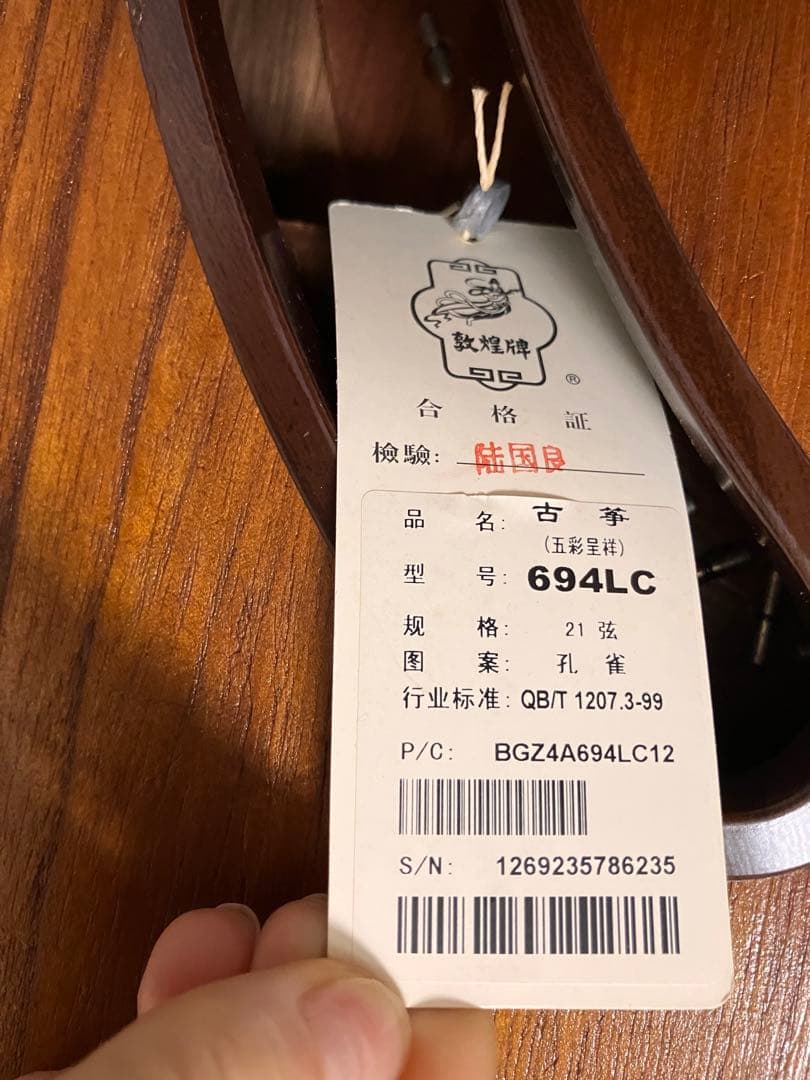 敦煌牌
®
合格証
檢驗: 陆国良
品名: 古筝
(五彩呈祥)
型号: 694LC
规格: 21 弦
图案: 孔雀
行业标准: QB/T 1207.3-99
P/C: BGZ4A694LC12
S/N: 1269235786235